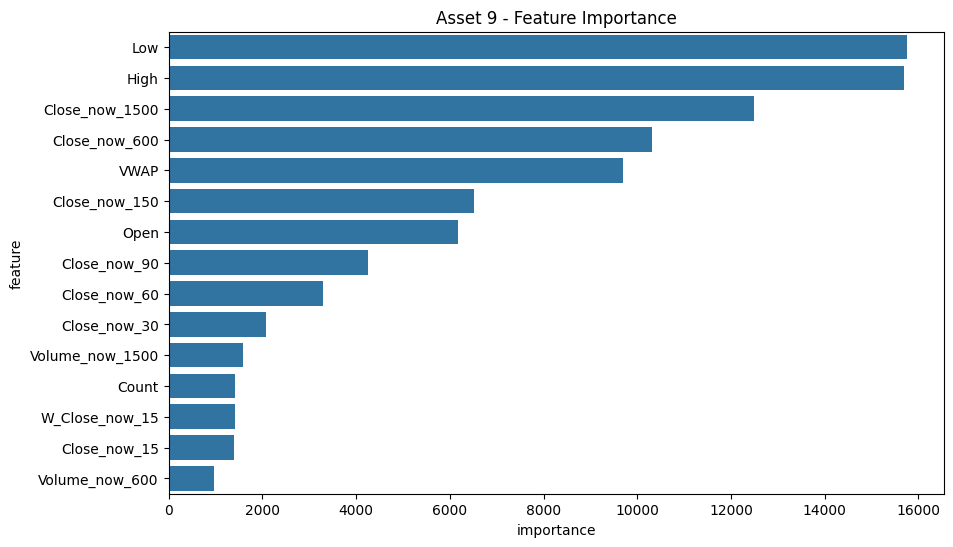 Asset 9 - Feature Importance
feature
Low
High
Close_now_1500
Close_now_600
VWAP
Close_now_150
Open
Close_now_90
Close_now_60
Close_now_30
Volume_now_1500
Count
W_Close_now_15
Close_now_15
Volume_now_600
0 2000 4000 6000 8000 10000 12000 14000 16000
importance